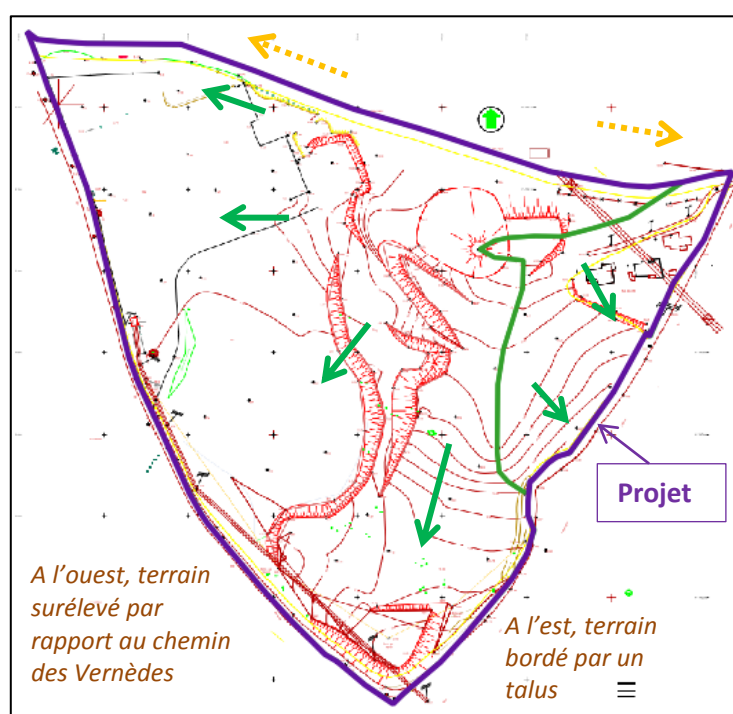 Projet
A l’ouest, terrain
surélevé par
rapport au chemin
des Vernèdes
A l’est, terrain
bordé par un
talus